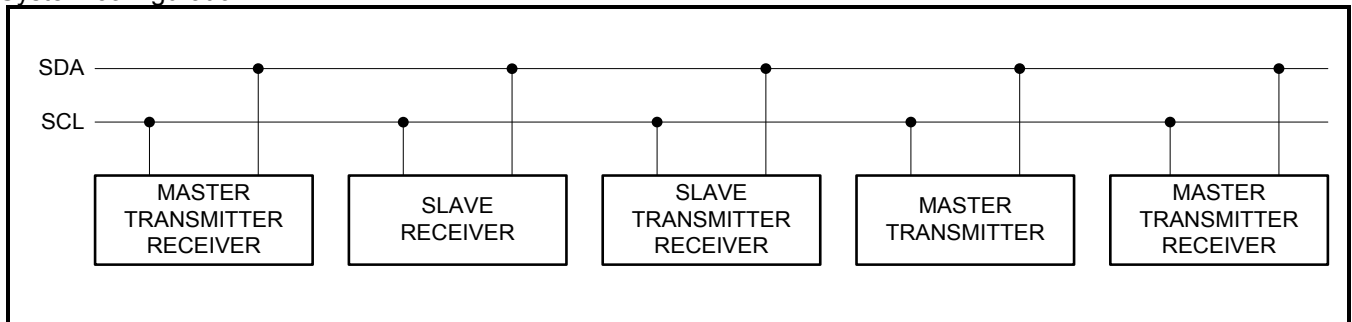 SDA
SCL
MASTER
TRANSMITTER
RECEIVER
SLAVE
RECEIVER
SLAVE
TRANSMITTER
RECEIVER
MASTER
TRANSMITTER
MASTER
TRANSMITTER
RECEIVER